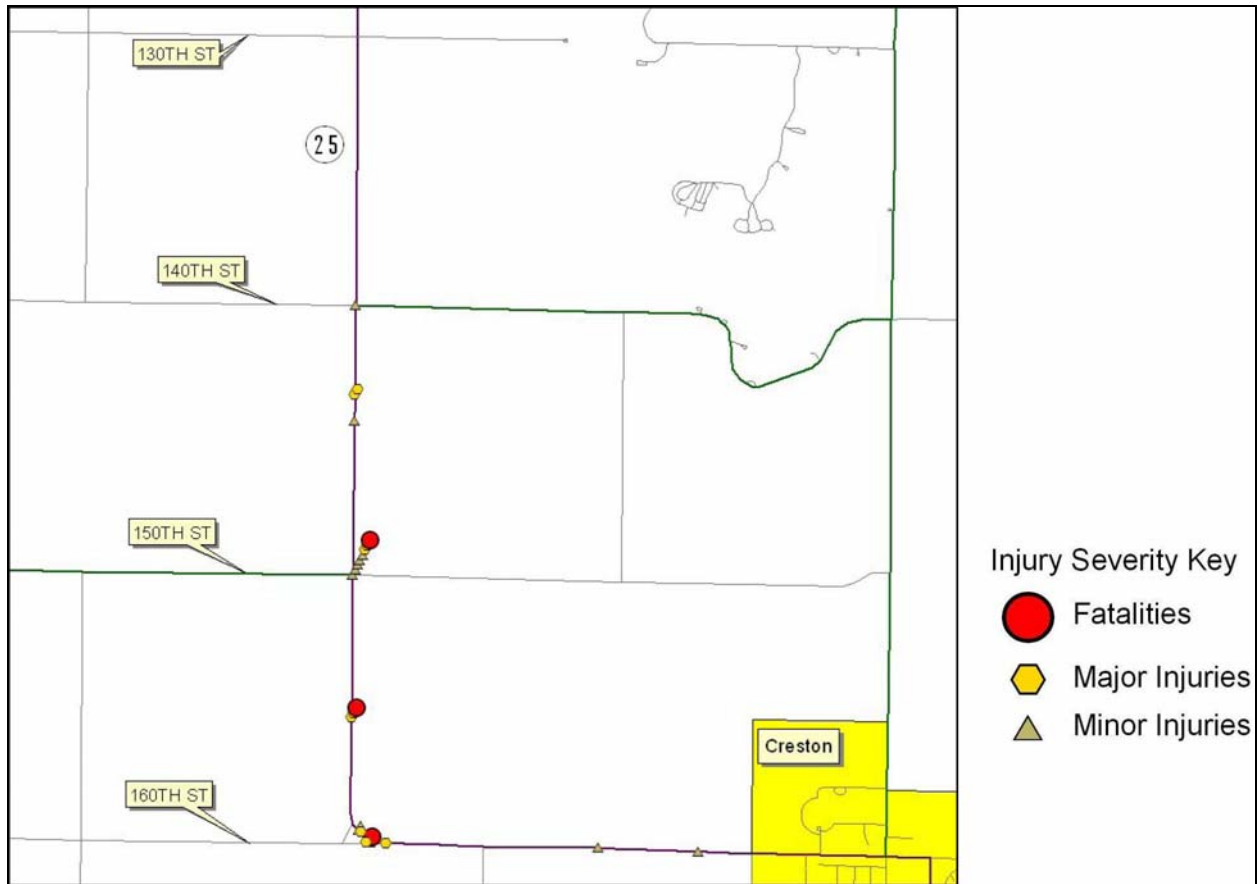 130TH ST
25
140TH ST
150TH ST
160TH ST
Creston
Injury Severity Key
Fatalities
Major Injuries
Minor Injuries